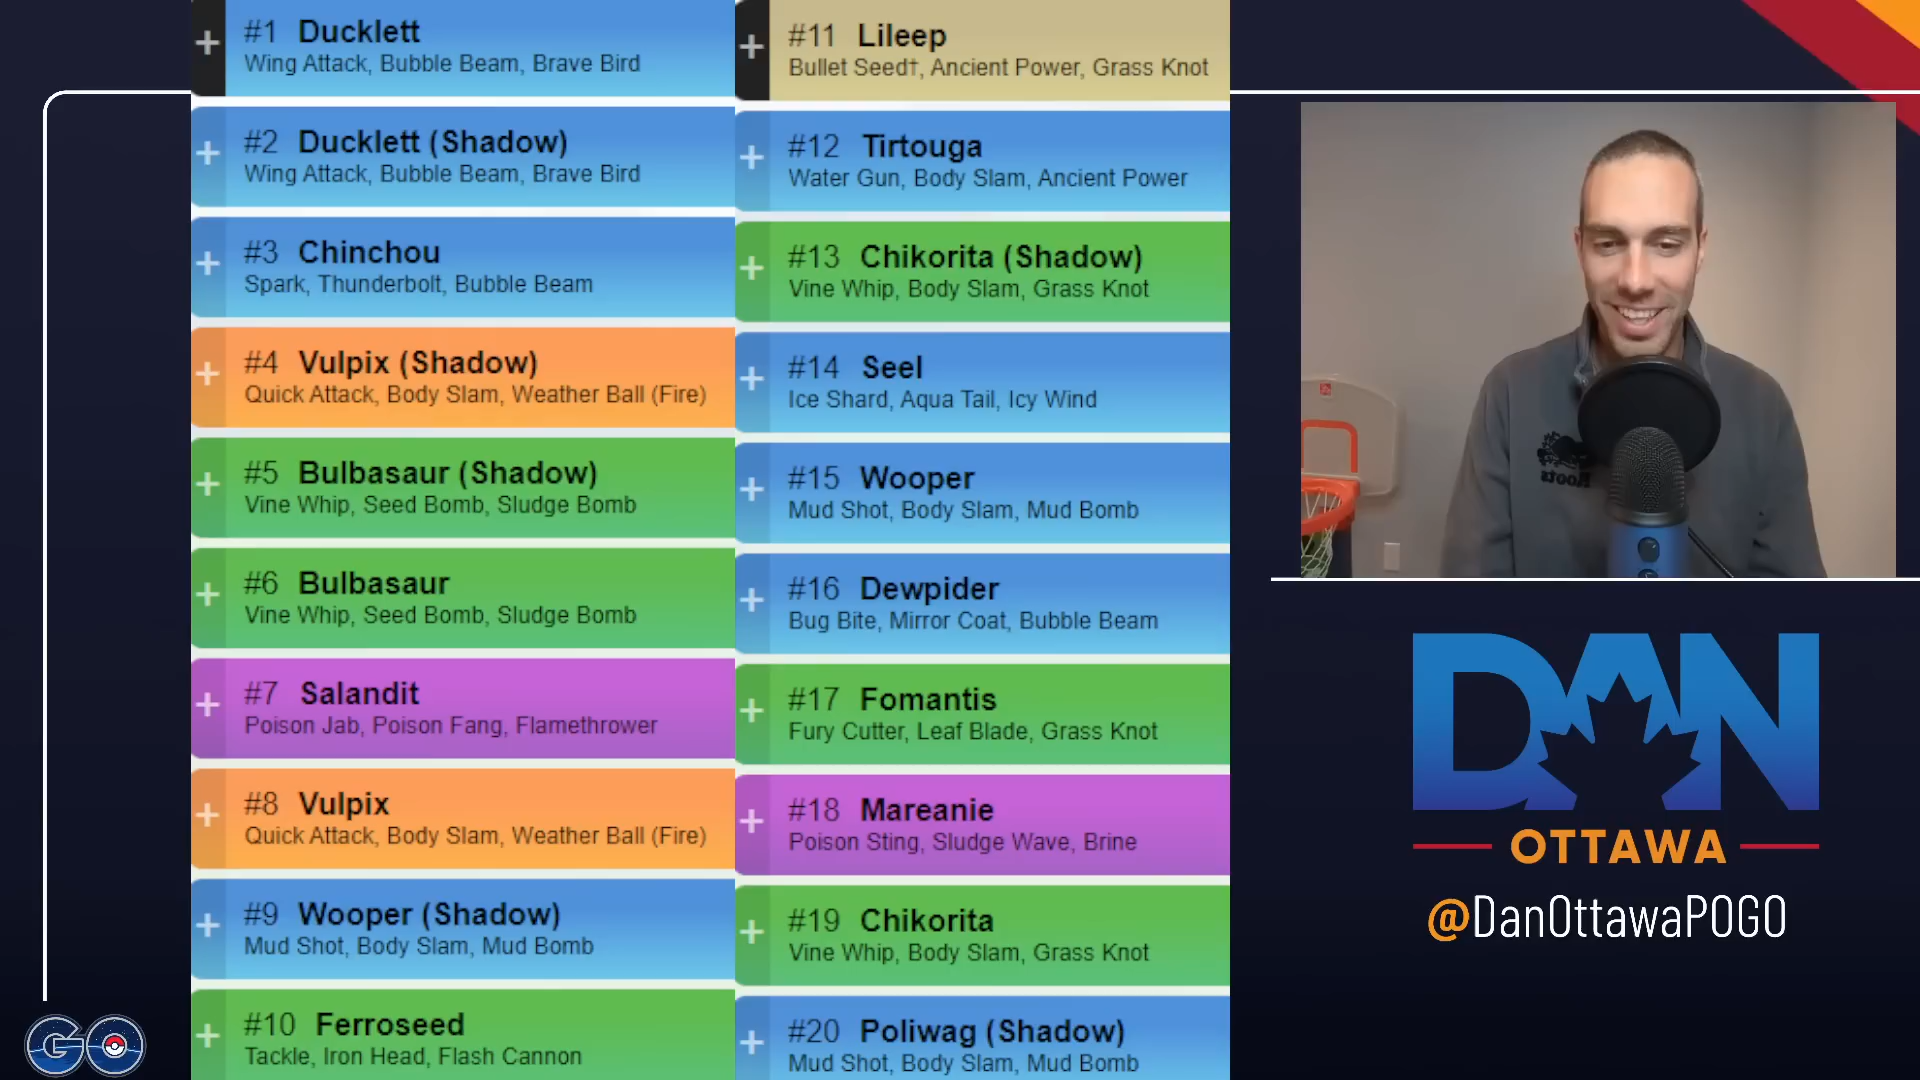 #1 Ducklett
Wing Attack, Bubble Beam, Brave Bird
#2 Ducklett (Shadow)
Wing Attack, Bubble Beam, Brave Bird
#3 Chinchou
Spark, Thunderbolt, Bubble Beam
#4 Vulpix (Shadow)
Quick Attack, Body Slam, Weather Ball (Fire)
#5 Bulbasaur (Shadow)
Vine Whip, Seed Bomb, Sludge Bomb
#6 Bulbasaur
Vine Whip, Seed Bomb, Sludge Bomb
#7 Salandit
Poison Jab, Poison Fang, Flamethrower
#8 Vulpix
Quick Attack, Body Slam, Weather Ball (Fire)
#9 Wooper (Shadow)
Mud Shot, Body Slam, Mud Bomb
#10 Ferroseed
Tackle, Iron Head, Flash Cannon
#11 Lileep
Bullet Seed†, Ancient Power, Grass Knot
#12 Tirtouga
Water Gun, Body Slam, Ancient Power
#13 Chikorita (Shadow)
Vine Whip, Body Slam, Grass Knot
#14 Seel
Ice Shard, Aqua Tail, Icy Wind
#15 Wooper
Mud Shot, Body Slam, Mud Bomb
#16 Dewpider
Bug Bite, Mirror Coat, Bubble Beam
#17 Fomantis
Fury Cutter, Leaf Blade, Grass Knot
#18 Mareanie
Poison Sting, Sludge Wave, Brine
#19 Chikorita
Vine Whip, Body Slam, Grass Knot
#20 Poliwag (Shadow)
Mud Shot, Body Slam, Mud Bomb
Roots
DAN
OTTAWA
@DanOttawaPOGO
GO